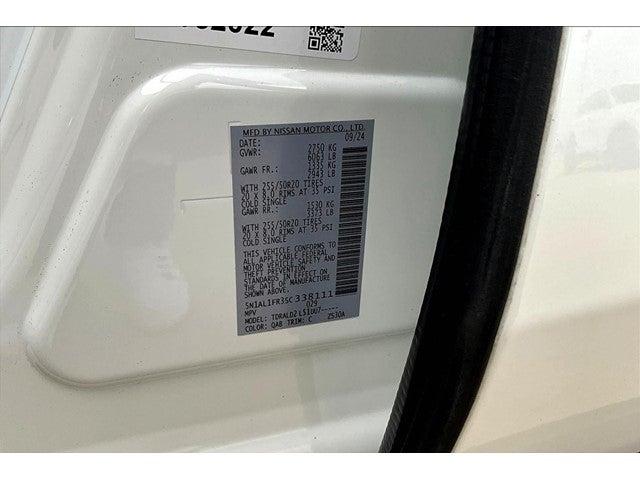 MFD BY NISSAN MOTOR CO., LTD.
DATE: 09/24
GVWR: 2750 KG
6063 LB
GAWR FR.: 1335 KG
2943 LB
WITH 255/50R20 TIRES
20 X 8.0 RIMS AT 35 PSI
COLD SINGLE
GAWR RR.: 1530 KG
3373 LB
WITH 255/50R20 TIRES
20 X 8.0 RIMS AT 35 PSI
COLD SINGLE
THIS VEHICLE CONFORMS TO
ALL APPLICABLE FEDERAL
MOTOR VEHICLE SAFETY AND
THEFT PREVENTION
STANDARDS IN EFFECT ON
THE DATE OF MANUFACTURE
SHOWN ABOVE.
5N1AL1FR3SC338111
029
MPV
MODEL: TDRALD2L51UU7-----
COLOR: QAB TRIM: C 2530A